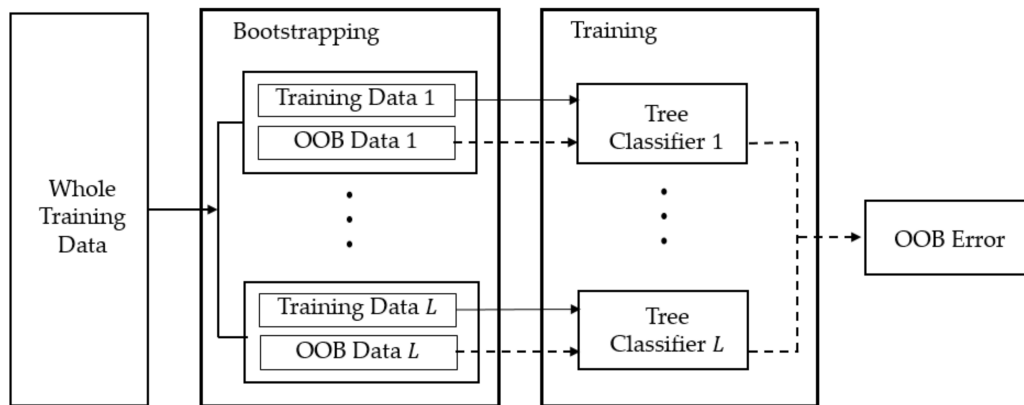 Whole
Training
Data
Bootstrapping
Training Data 1
OOB Data 1
Training Data L
OOB Data L
Training
Tree
Classifier 1
Tree
Classifier L
OOB Error